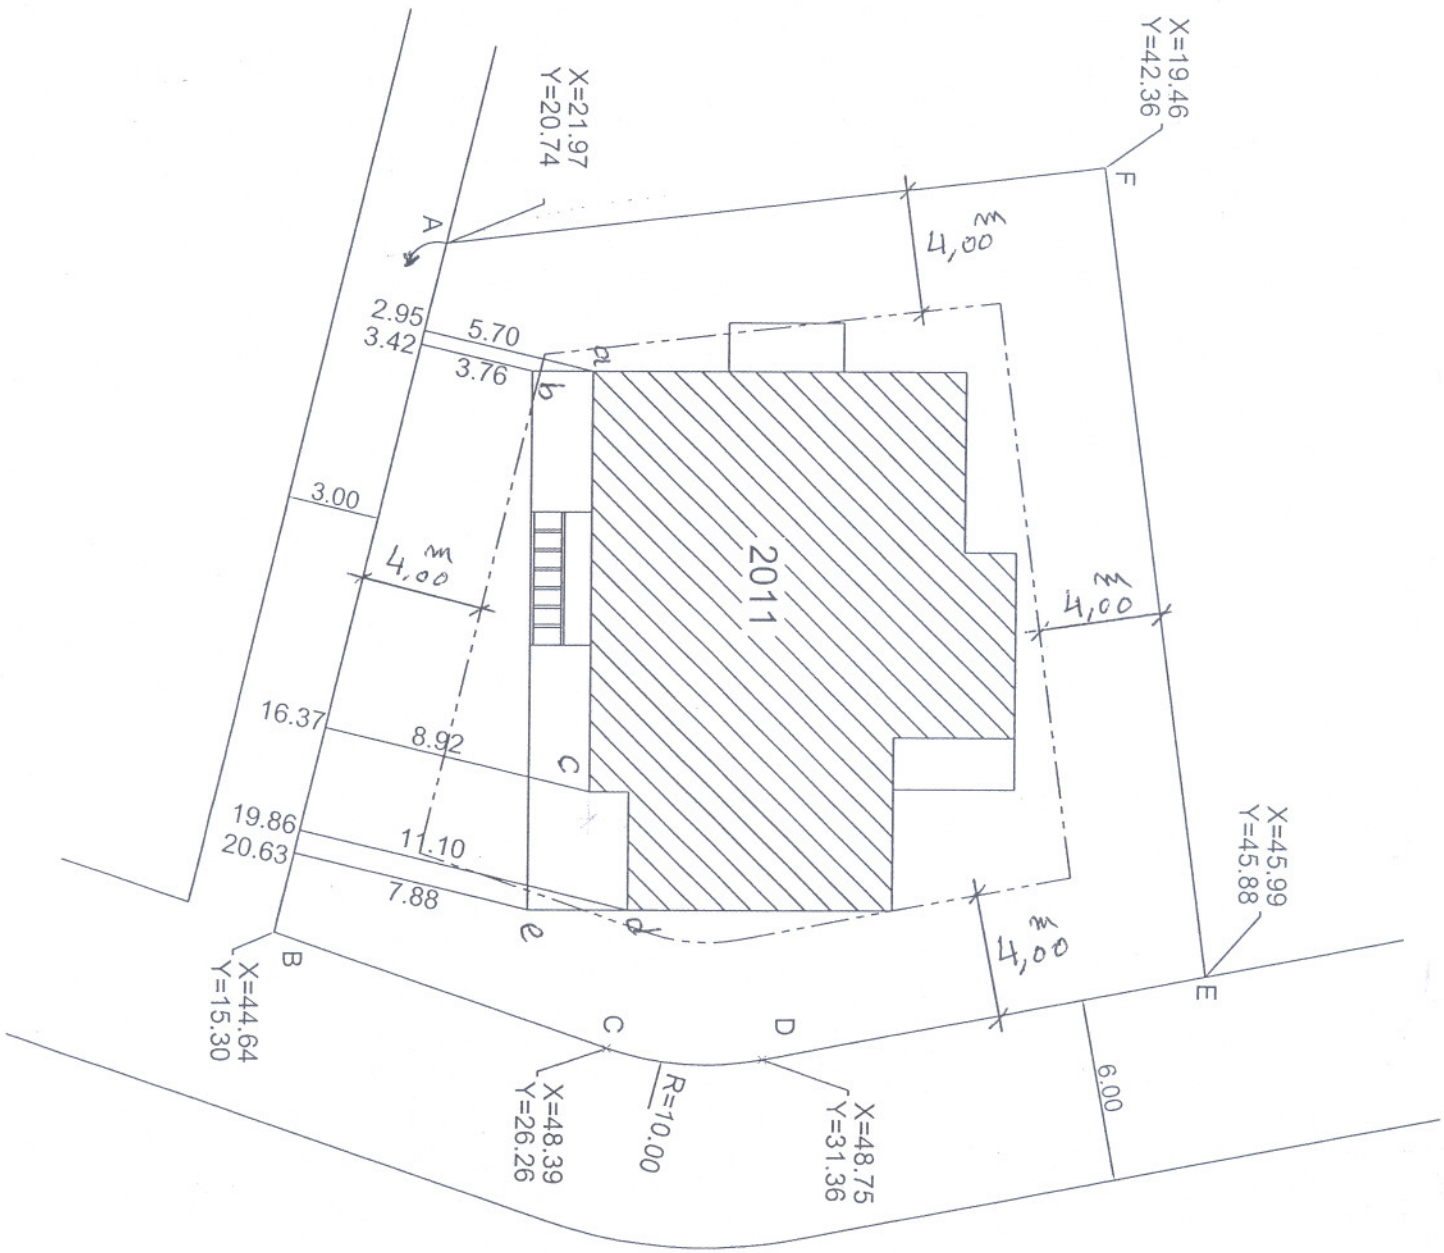 X=19.46
Y=42.36
F
X=21.97
Y=20.74
A
4,00 m
4,00 m
4,00 m
4,00 m
2.95
3.42
5.70
3.76
a
b
3.00
2011
16.37
8.92
c
19.86
20.63
11.10
7.88
e
d
B
X=44.64
Y=15.30
C
X=48.39
Y=26.26
R=10.00
D
X=48.75
Y=31.36
6.00
E
X=45.99
Y=45.88